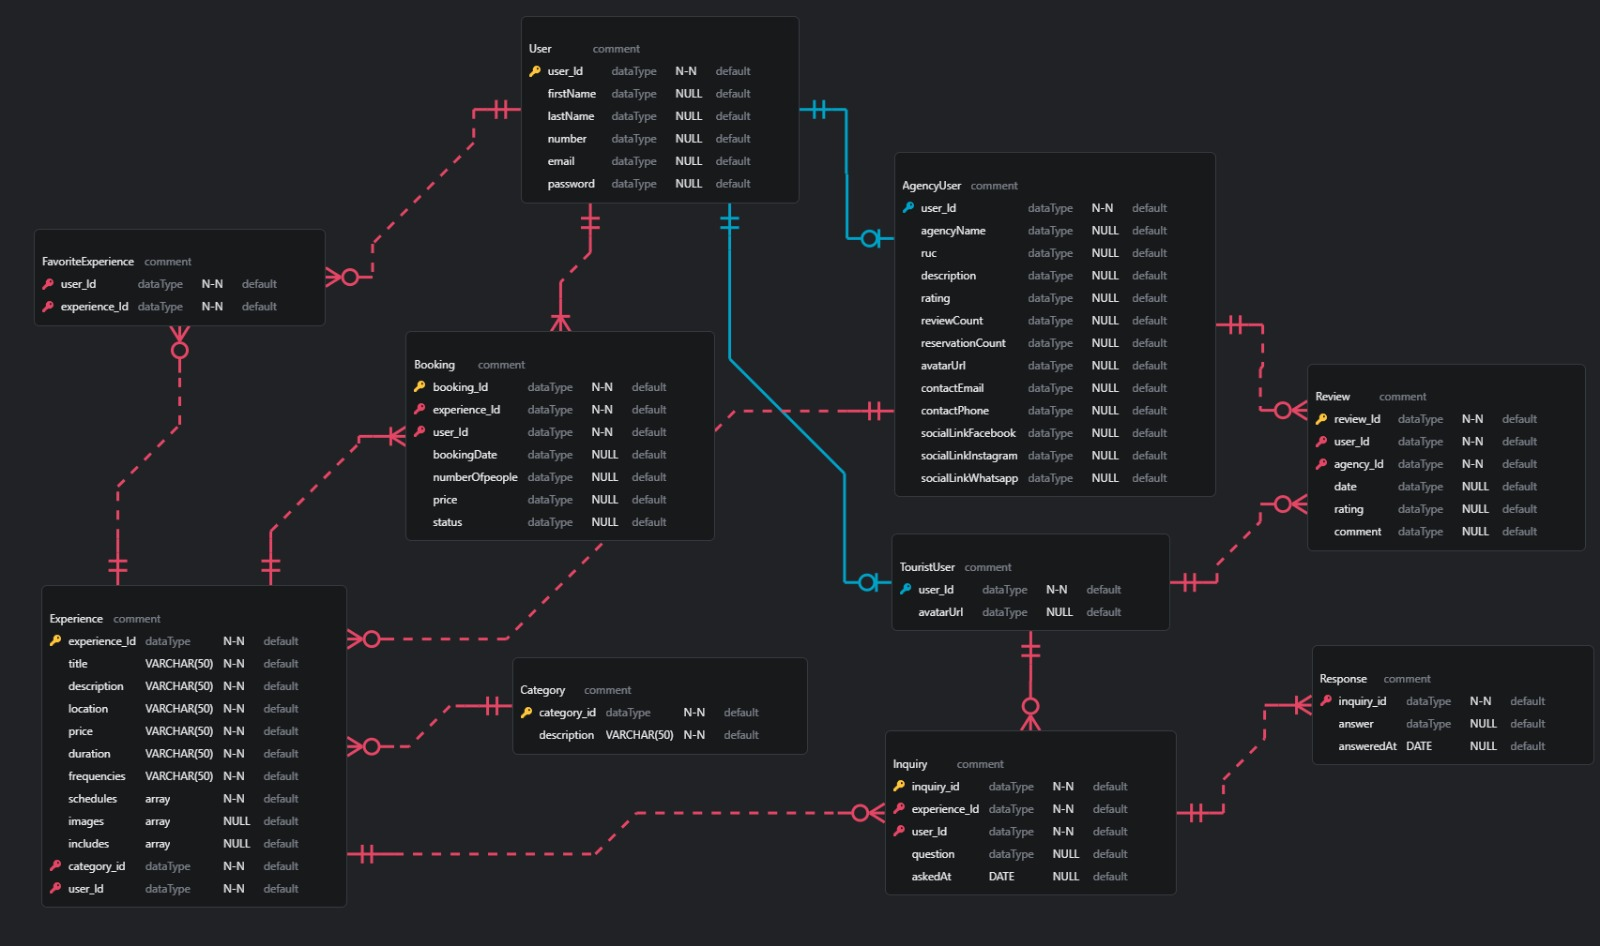 User comment
user_Id dataType N-N default
firstName dataType NULL default
lastName dataType NULL default
number dataType NULL default
email dataType NULL default
password dataType NULL default
AgencyUser comment
user_Id dataType N-N default
agencyName dataType NULL default
ruc dataType NULL default
description dataType NULL default
rating dataType NULL default
reviewCount dataType NULL default
reservationCount dataType NULL default
avatarUrl dataType NULL default
contactEmail dataType NULL default
contactPhone dataType NULL default
socialLinkFacebook dataType NULL default
socialLinkInstagram dataType NULL default
socialLinkWhatsapp dataType NULL default
FavoriteExperience comment
user_Id dataType N-N default
experience_Id dataType N-N default
Booking comment
booking_Id dataType N-N default
experience_Id dataType N-N default
user_Id dataType N-N default
bookingDate dataType NULL default
numberOfpeople dataType NULL default
price dataType NULL default
status dataType NULL default
Review comment
review_Id dataType N-N default
user_Id dataType N-N default
agency_Id dataType N-N default
date dataType NULL default
rating dataType NULL default
comment dataType NULL default
TouristUser comment
user_Id dataType N-N default
avatarUrl dataType NULL default
Experience comment
experience_Id dataType N-N default
title VARCHAR(50) N-N default
description VARCHAR(50) N-N default
location VARCHAR(50) N-N default
price VARCHAR(50) N-N default
duration VARCHAR(50) N-N default
frequencies VARCHAR(50) N-N default
schedules array N-N default
images array NULL default
includes array NULL default
category_id dataType N-N default
user_Id dataType N-N default
Category comment
category_id dataType N-N default
description VARCHAR(50) N-N default
Response comment
inquiry_id dataType N-N default
answer dataType NULL default
answeredAt DATE NULL default
Inquiry comment
inquiry_id dataType N-N default
experience_Id dataType N-N default
user_Id dataType N-N default
question dataType NULL default
askedAt DATE NULL default